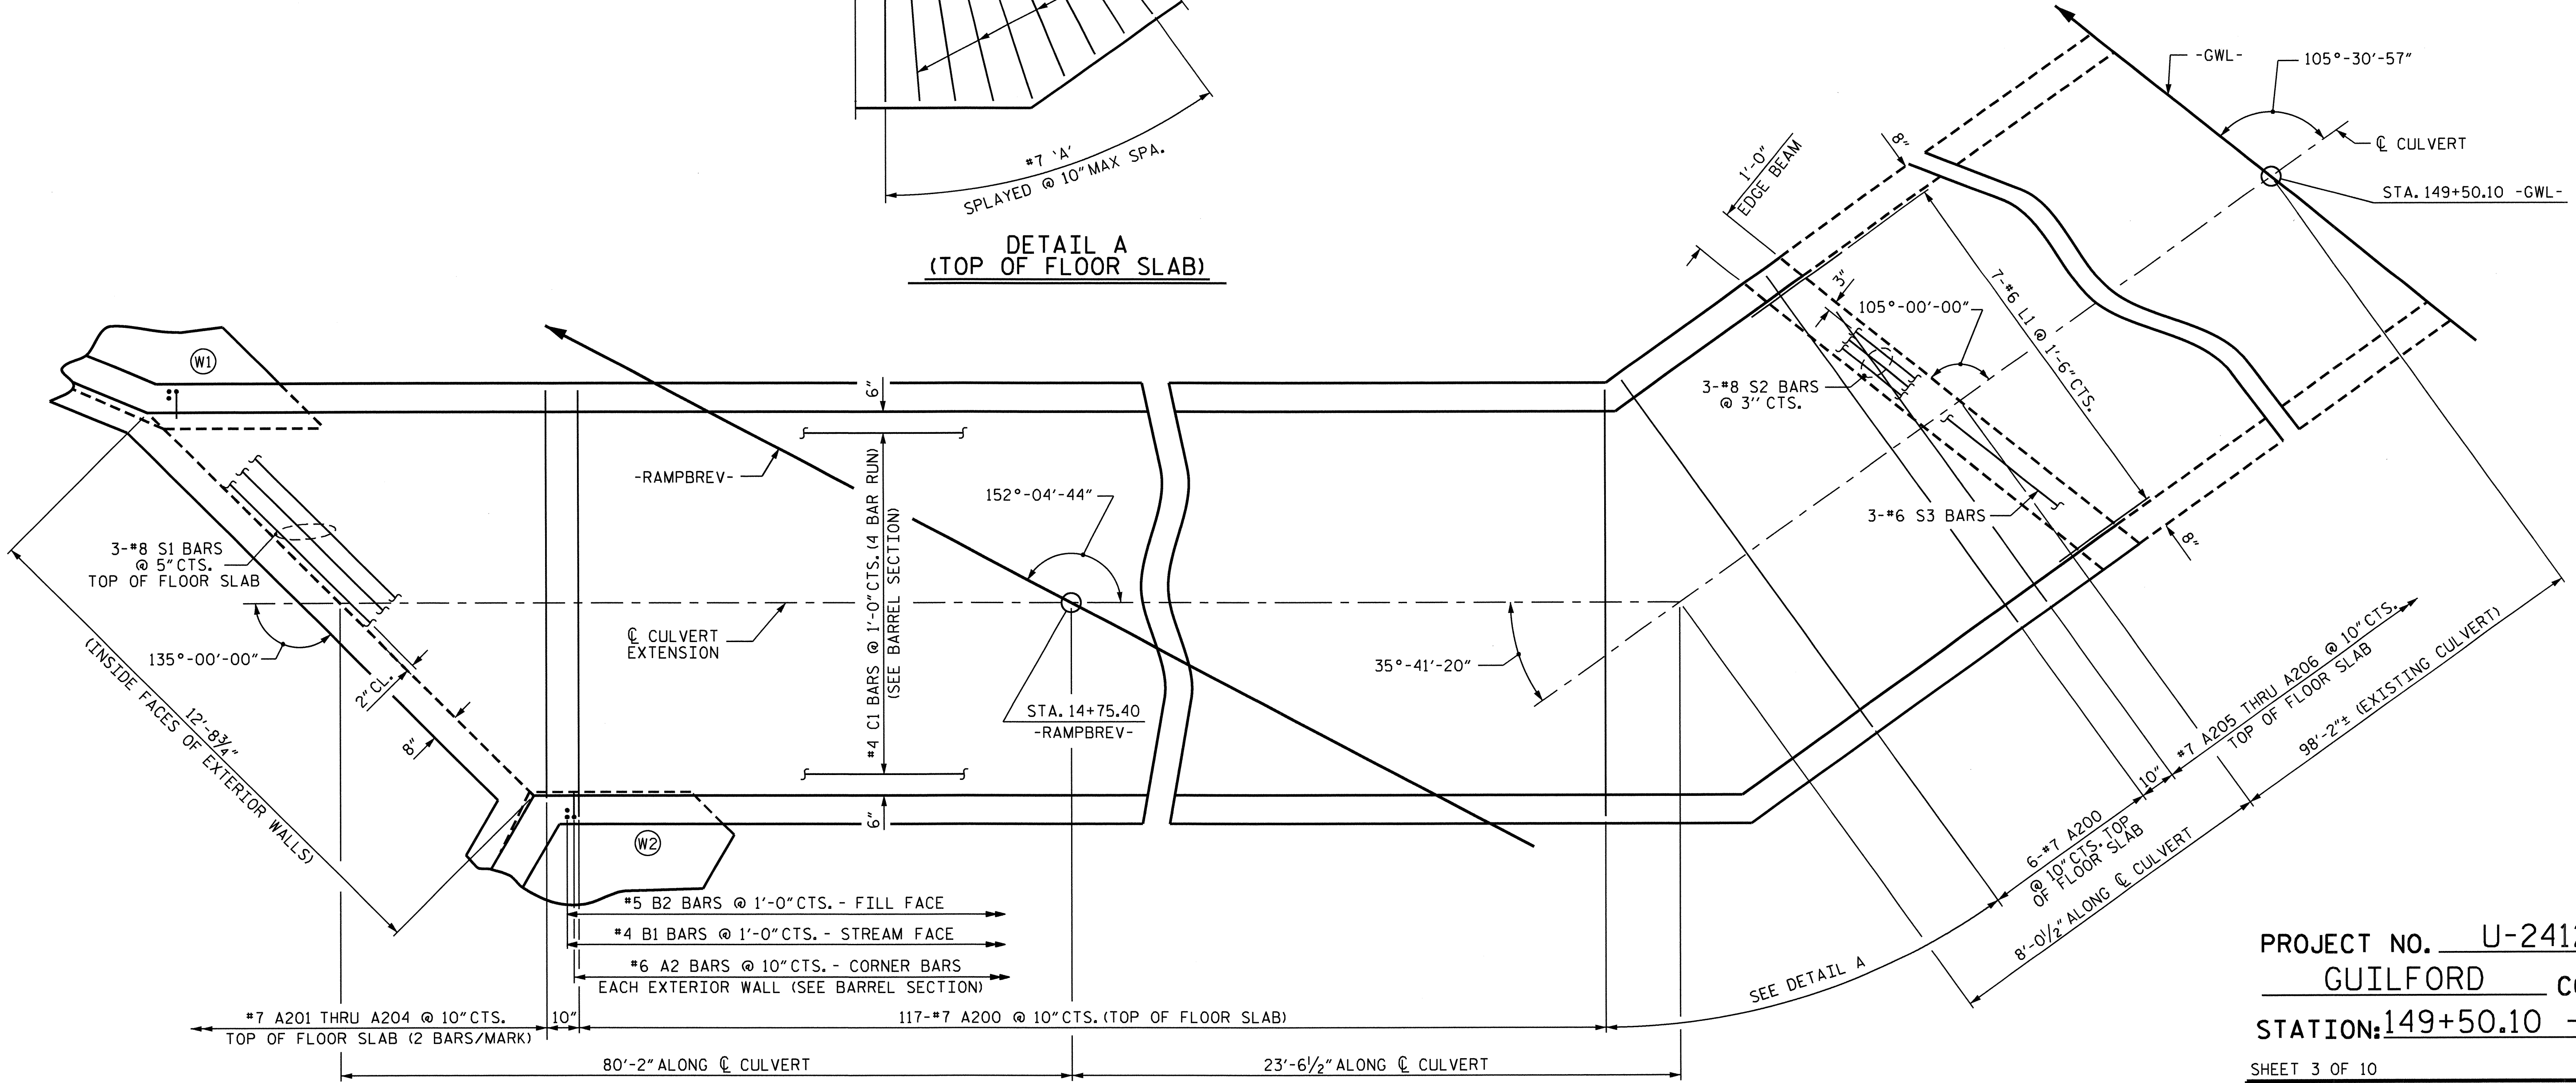 #7 'A'
SPLAYED @ 10" MAX SPA.
DETAIL A
(TOP OF FLOOR SLAB)
-GWL-
105°-30'-57"
℄ CULVERT
STA. 149+50.10 -GWL-
8"
1'-0"
EDGE BEAM
3"
105°-00'-00"
7-#6 L1 @ 1'-6" CTS.
3-#8 S2 BARS
@ 3'' CTS.
3-#6 S3 BARS
8"
W1
6"
-RAMPBREV-
#4 C1 BARS @ 1'-0" CTS. (4 BAR RUN)
(SEE BARREL SECTION)
152°-04'-44"
3-#8 S1 BARS
@ 5" CTS.
TOP OF FLOOR SLAB
135°-00'-00"
℄ CULVERT
EXTENSION
35°-41'-20"
2" CL.
8"
12'-8¾"
(INSIDE FACES OF EXTERIOR WALLS)
STA. 14+75.40
-RAMPBREV-
6"
W2
#5 B2 BARS @ 1'-0" CTS. - FILL FACE
#4 B1 BARS @ 1'-0" CTS. - STREAM FACE
#6 A2 BARS @ 10" CTS. - CORNER BARS
EACH EXTERIOR WALL (SEE BARREL SECTION)
#7 A201 THRU A204 @ 10" CTS.
TOP OF FLOOR SLAB (2 BARS/MARK)
10"
117-#7 A200 @ 10" CTS. (TOP OF FLOOR SLAB)
80'-2" ALONG ℄ CULVERT
23'-6½" ALONG ℄ CULVERT
SEE DETAIL A
6-#7 A200
@ 10" CTS. TOP
OF FLOOR SLAB
10"
#7 A205 THRU A206 @ 10" CTS.
TOP OF FLOOR SLAB
8'-0½" ALONG ℄ CULVERT
98'-2"± (EXISTING CULVERT)
PROJECT NO. U-241
GUILFORD
STATION: 149+50.10 -
SHEET 3 OF 10